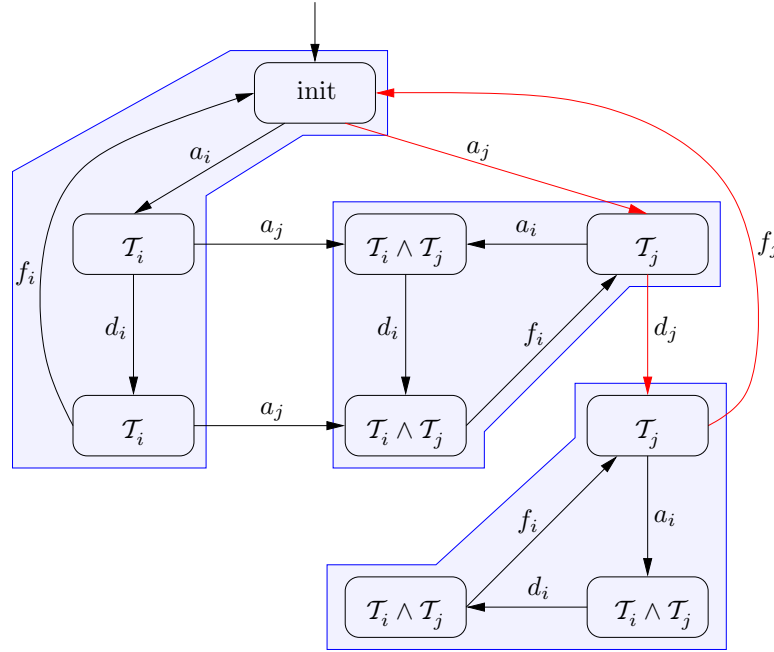 init
a_i
a_j
𝒯_i
a_j
𝒯_i ∧ 𝒯_j
a_i
𝒯_j
f_i
f_j
d_i
d_i
f_i
d_j
𝒯_i
a_j
𝒯_i ∧ 𝒯_j
𝒯_j
f_i
a_i
𝒯_i ∧ 𝒯_j
d_i
𝒯_i ∧ 𝒯_j